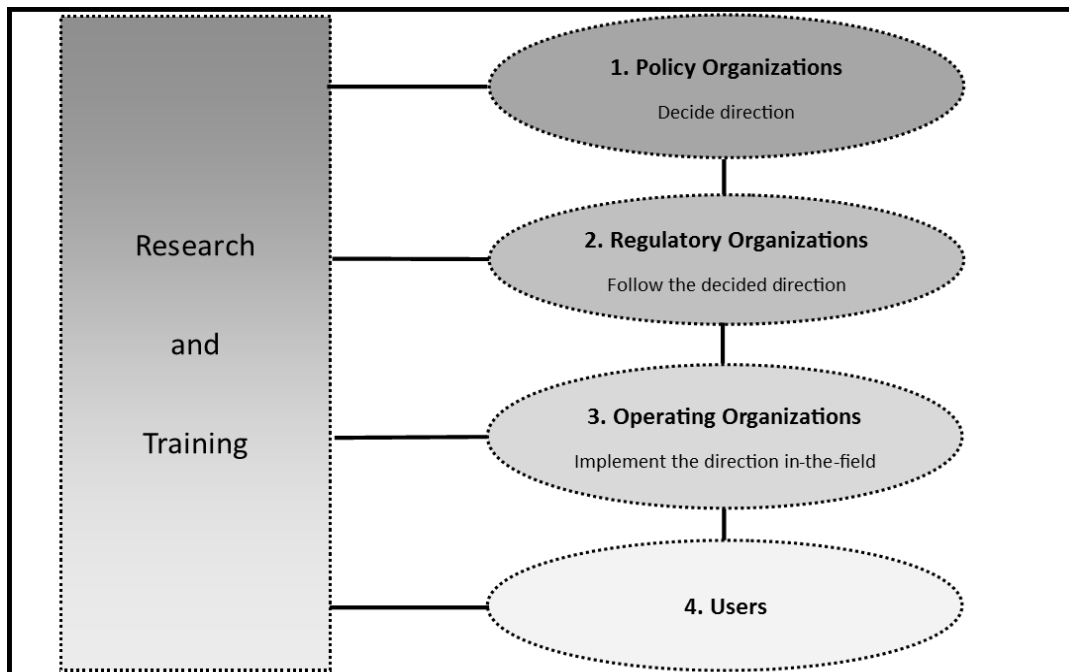 Research
and
Training
1. Policy Organizations
Decide direction
2. Regulatory Organizations
Follow the decided direction
3. Operating Organizations
Implement the direction in-the-field
4. Users